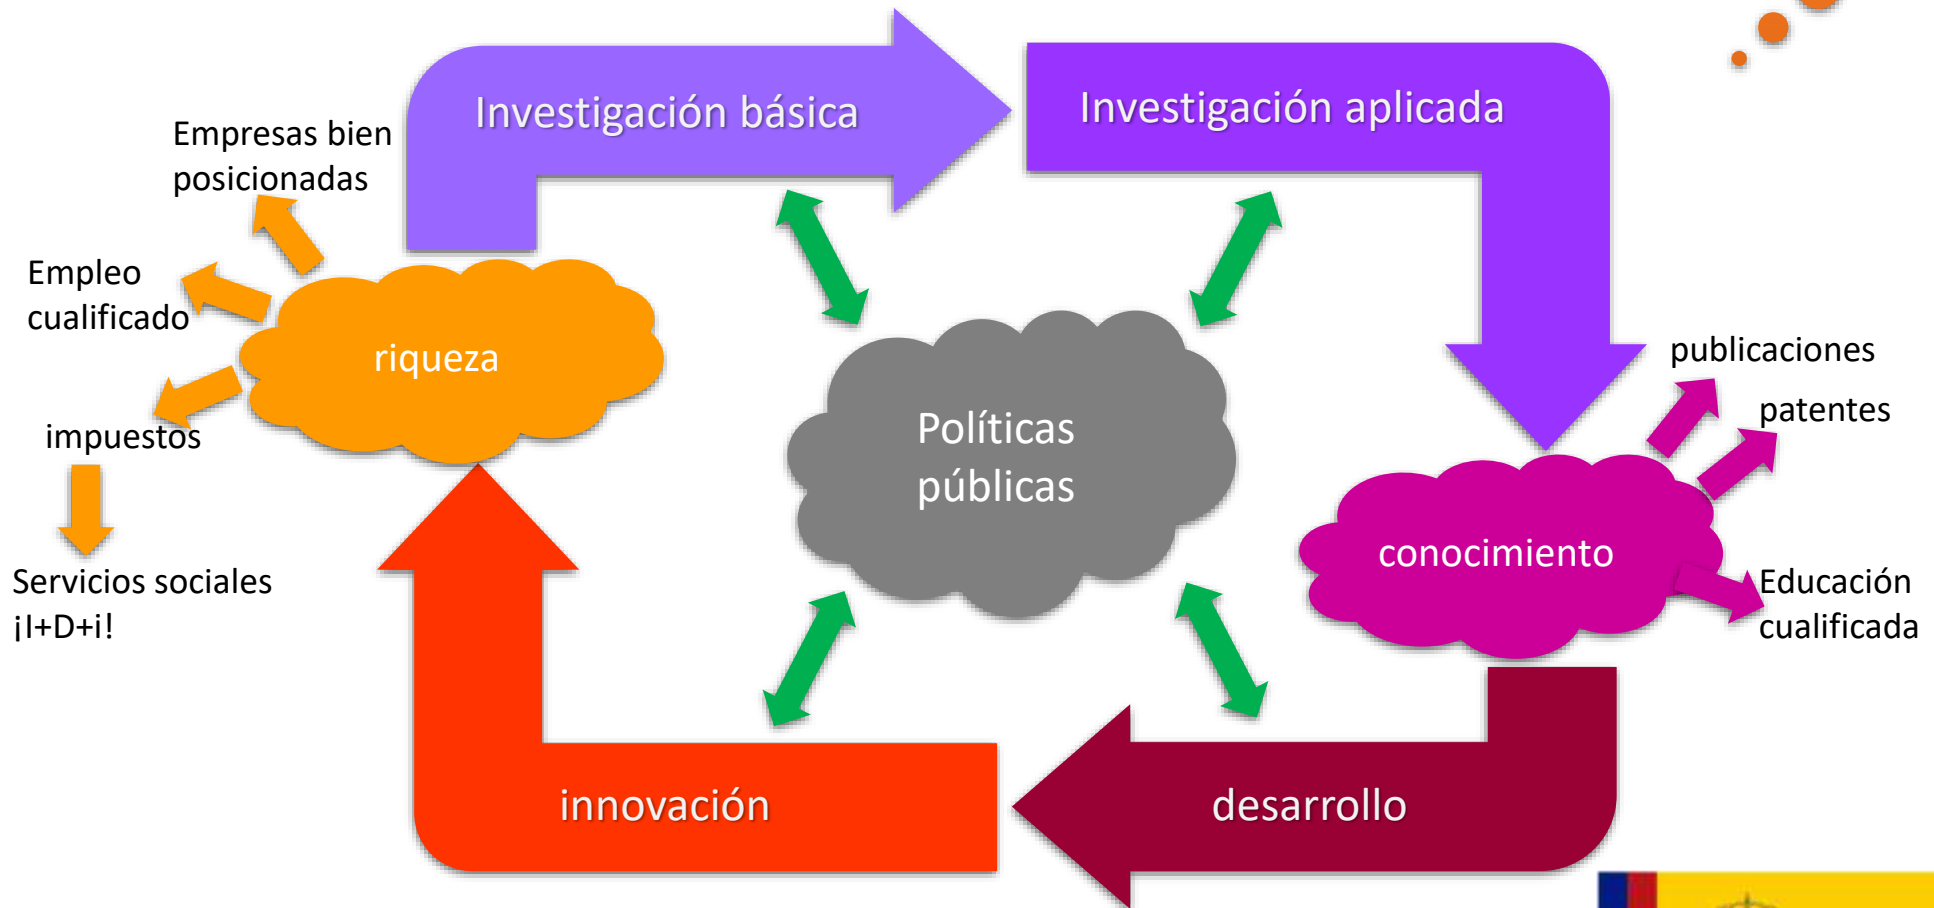 Investigación básica
Investigación aplicada
Empresas bien
posicionadas
Empleo
cualificado
riqueza
impuestos
Servicios sociales
¡I+D+i!
Políticas
públicas
publicaciones
patentes
conocimiento
Educación
cualificada
innovación
desarrollo